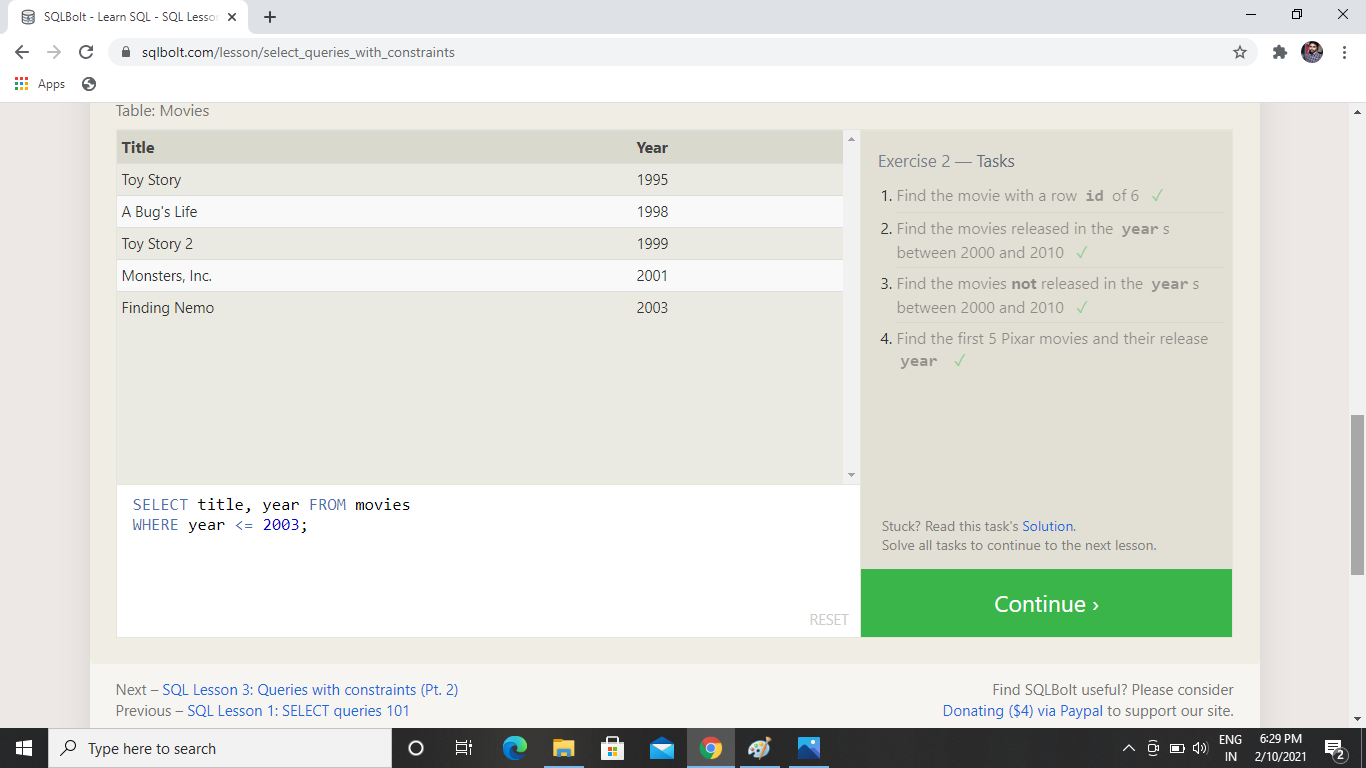 SQLBolt - Learn SQL - SQL Lesso
sqlbolt.com/lesson/select_queries_with_constraints
Apps
Table: Movies
Title Year
Toy Story 1995
A Bug's Life 1998
Toy Story 2 1999
Monsters, Inc. 2001
Finding Nemo 2003
SELECT title, year FROM movies
WHERE year <= 2003;
RESET
Exercise 2 — Tasks
1. Find the movie with a row id of 6 ✓
2. Find the movies released in the year s
between 2000 and 2010 ✓
3. Find the movies not released in the year s
between 2000 and 2010 ✓
4. Find the first 5 Pixar movies and their release
year ✓
Stuck? Read this task's Solution.
Solve all tasks to continue to the next lesson.
Continue ›
Next – SQL Lesson 3: Queries with constraints (Pt. 2)
Previous – SQL Lesson 1: SELECT queries 101
Find SQLBolt useful? Please consider
Donating ($4) via Paypal to support our site.
Type here to search
ENG
IN
6:29 PM
2/10/2021
2